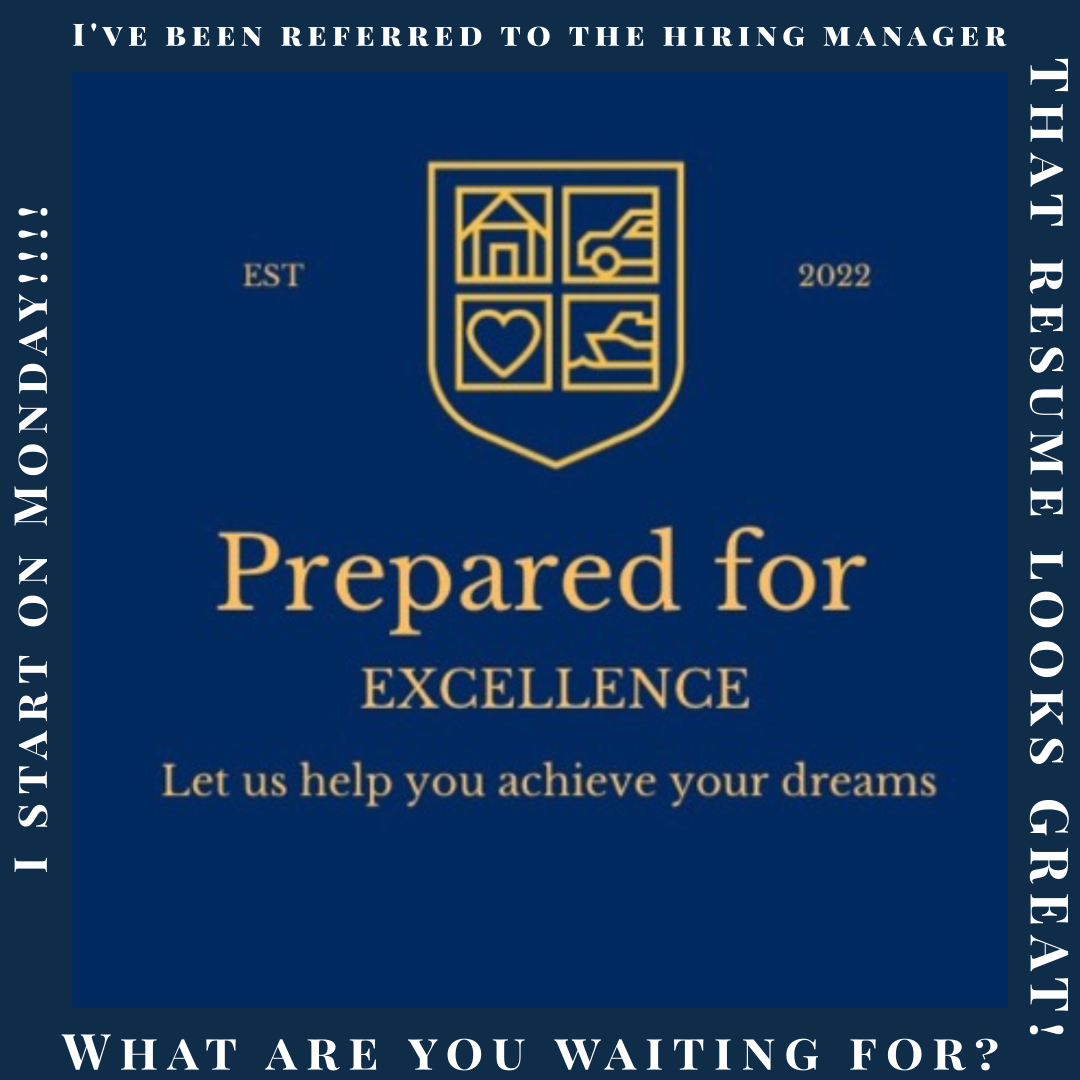 I've been referred to the hiring manager
That resume looks great!
I start on Monday!!!!
EST
2022
Prepared for
EXCELLENCE
Let us help you achieve your dreams
What are you waiting for?